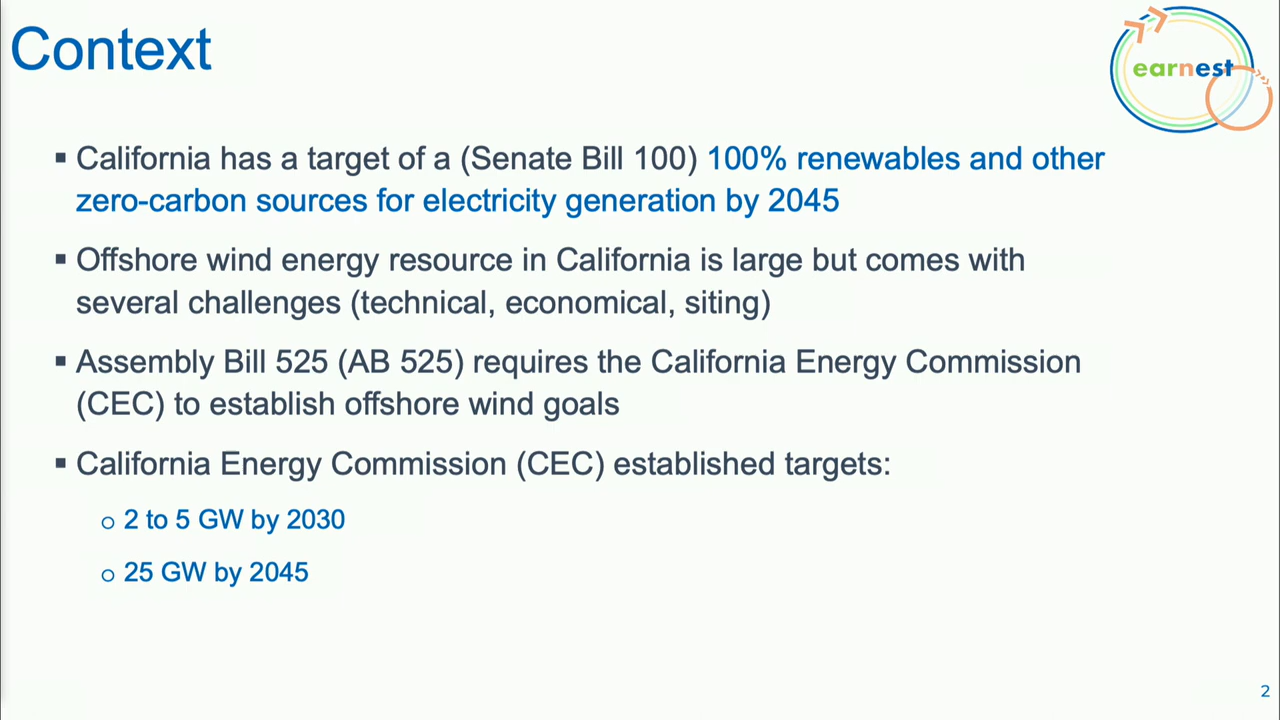 Context
earnest
▪ California has a target of a (Senate Bill 100) 100% renewables and other
zero-carbon sources for electricity generation by 2045
▪ Offshore wind energy resource in California is large but comes with
several challenges (technical, economical, siting)
▪ Assembly Bill 525 (AB 525) requires the California Energy Commission
(CEC) to establish offshore wind goals
▪ California Energy Commission (CEC) established targets:
o 2 to 5 GW by 2030
o 25 GW by 2045
2